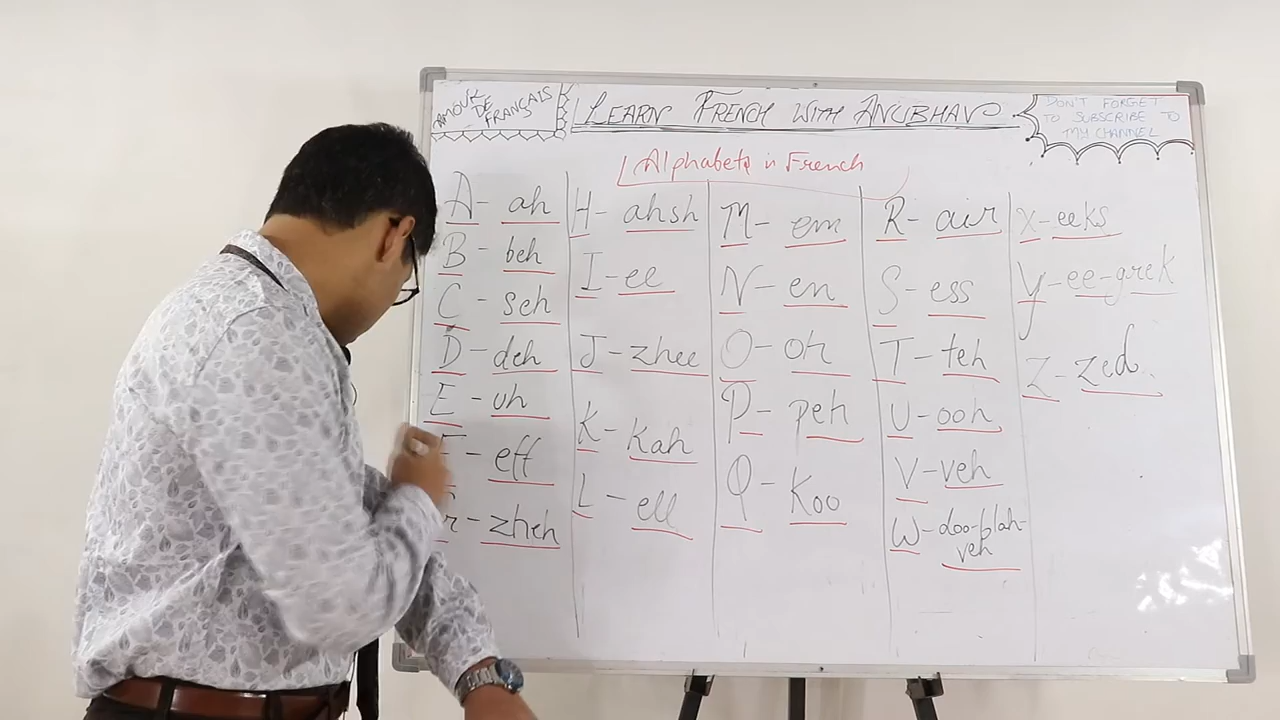 AMOUR
DE
FRANÇAIS
LEARN FRENCH WITH ANUBHAV
DON'T FORGET
TO SUBSCRIBE TO
MY CHANNEL
Alphabets in French
A - ah
B - beh
C - seh
D - deh
E - uh
F - eff
G - zheh
H - ahsh
I - ee
J - zhee
K - kah
L - ell
M - em
N - en
O - oh
P - peh
Q - Koo
R - air
S - ess
T - teh
U - ooh
V - veh
W - doo-blah-
veh
X - eeks
Y - ee-grek
Z - zed.